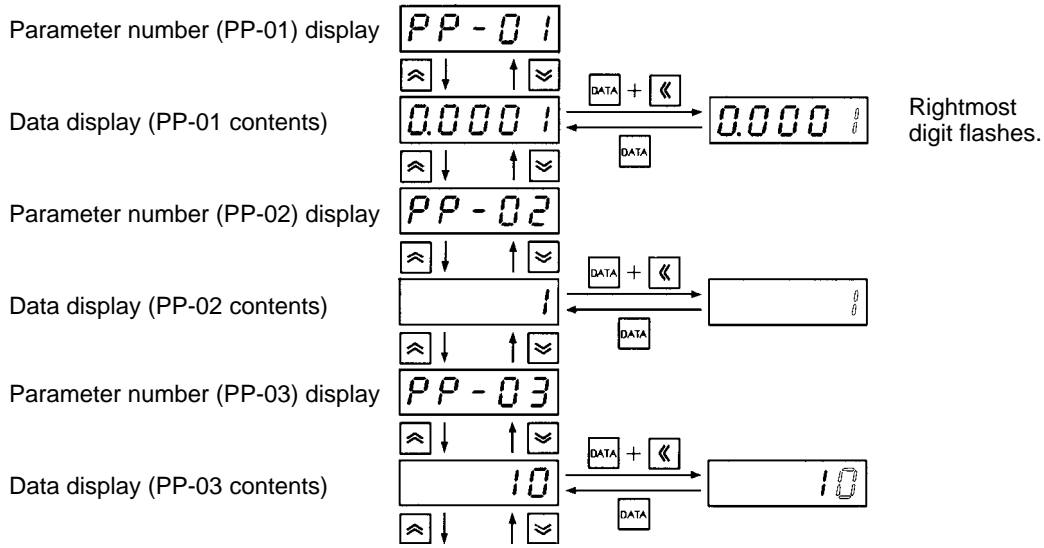 Parameter number (PP-01) display PP-01
DATA +
Data display (PP-01 contents) 0.0001 0.0001 Rightmost
digit flashes.
DATA
Parameter number (PP-02) display PP-02
DATA +
Data display (PP-02 contents) 1 1
DATA
Parameter number (PP-03) display PP-03
DATA +
Data display (PP-03 contents) 10 10
DATA